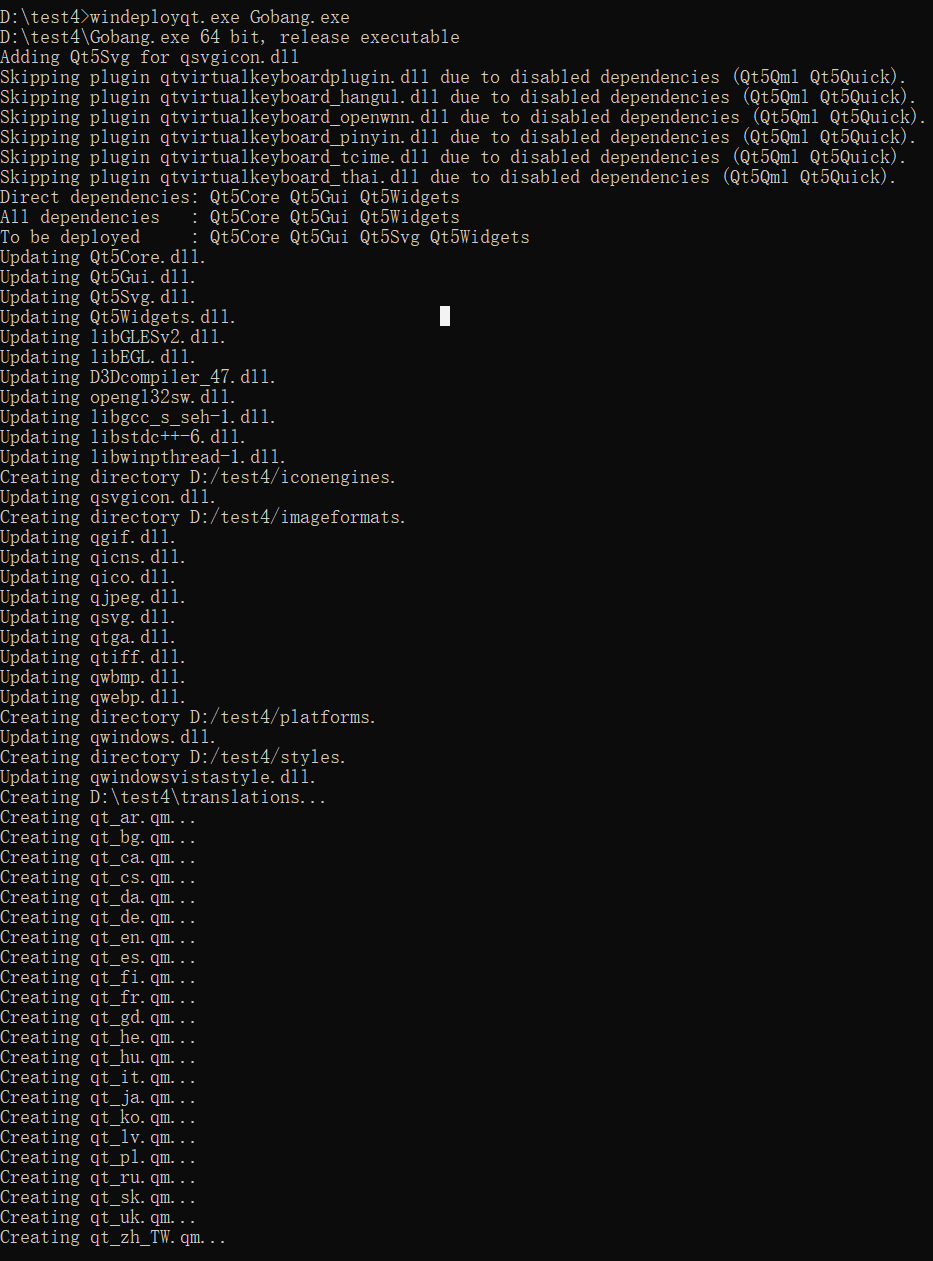 D:\test4>windeployqt.exe Gobang.exe
D:\test4\Gobang.exe 64 bit, release executable
Adding Qt5Svg for qsvgicon.dll
Skipping plugin qtvirtualkeyboardplugin.dll due to disabled dependencies (Qt5Qml Qt5Quick).
Skipping plugin qtvirtualkeyboard_hangul.dll due to disabled dependencies (Qt5Qml Qt5Quick).
Skipping plugin qtvirtualkeyboard_openwnn.dll due to disabled dependencies (Qt5Qml Qt5Quick).
Skipping plugin qtvirtualkeyboard_pinyin.dll due to disabled dependencies (Qt5Qml Qt5Quick).
Skipping plugin qtvirtualkeyboard_tcime.dll due to disabled dependencies (Qt5Qml Qt5Quick).
Skipping plugin qtvirtualkeyboard_thai.dll due to disabled dependencies (Qt5Qml Qt5Quick).
Direct dependencies: Qt5Core Qt5Gui Qt5Widgets
All dependencies   : Qt5Core Qt5Gui Qt5Widgets
To be deployed     : Qt5Core Qt5Gui Qt5Svg Qt5Widgets
Updating Qt5Core.dll.
Updating Qt5Gui.dll.
Updating Qt5Svg.dll.
Updating Qt5Widgets.dll.
Updating libGLESv2.dll.
Updating libEGL.dll.
Updating D3Dcompiler_47.dll.
Updating opengl32sw.dll.
Updating libgcc_s_seh-1.dll.
Updating libstdc++-6.dll.
Updating libwinpthread-1.dll.
Creating directory D:/test4/iconengines.
Updating qsvgicon.dll.
Creating directory D:/test4/imageformats.
Updating qgif.dll.
Updating qicns.dll.
Updating qico.dll.
Updating qjpeg.dll.
Updating qsvg.dll.
Updating qtga.dll.
Updating qtiff.dll.
Updating qwbmp.dll.
Updating qwebp.dll.
Creating directory D:/test4/platforms.
Updating qwindows.dll.
Creating directory D:/test4/styles.
Updating qwindowsvistastyle.dll.
Creating D:\test4\translations...
Creating qt_ar.qm...
Creating qt_bg.qm...
Creating qt_ca.qm...
Creating qt_cs.qm...
Creating qt_da.qm...
Creating qt_de.qm...
Creating qt_en.qm...
Creating qt_es.qm...
Creating qt_fi.qm...
Creating qt_fr.qm...
Creating qt_gd.qm...
Creating qt_he.qm...
Creating qt_hu.qm...
Creating qt_it.qm...
Creating qt_ja.qm...
Creating qt_ko.qm...
Creating qt_lv.qm...
Creating qt_pl.qm...
Creating qt_ru.qm...
Creating qt_sk.qm...
Creating qt_uk.qm...
Creating qt_zh_TW.qm...